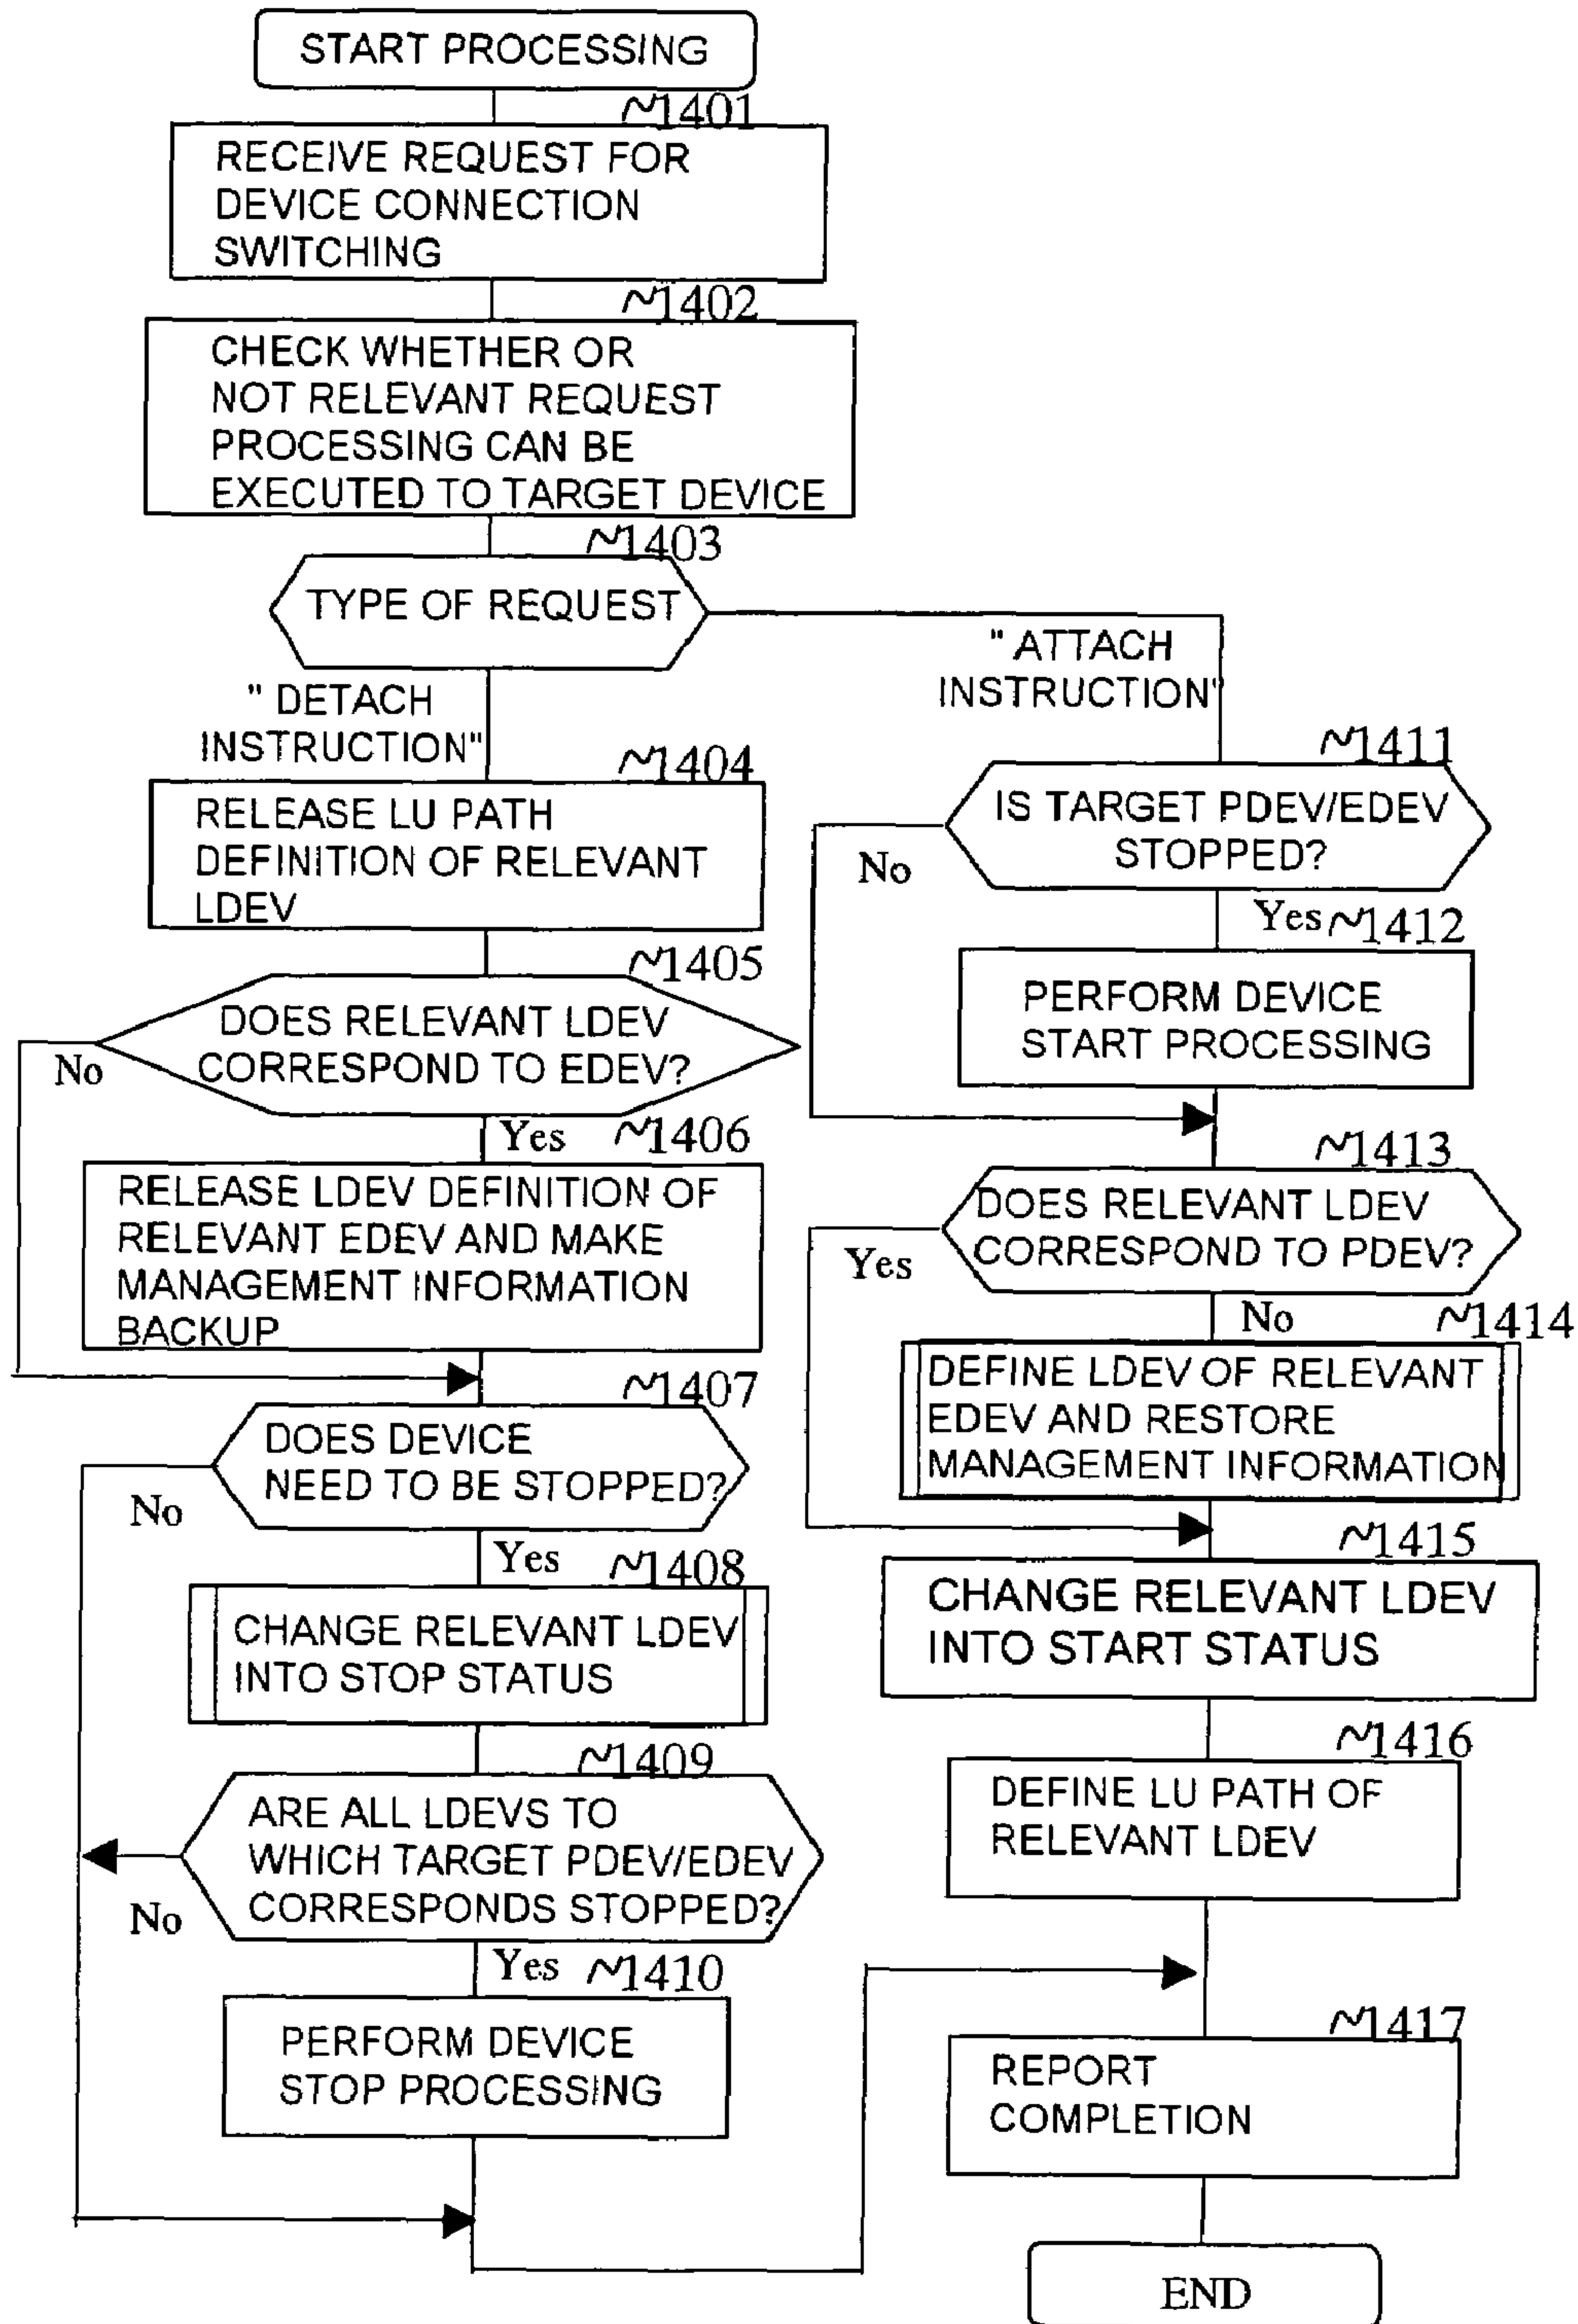 START PROCESSING
1401
RECEIVE REQUEST FOR
DEVICE CONNECTION
SWITCHING
1402
CHECK WHETHER OR
NOT RELEVANT REQUEST
PROCESSING CAN BE
EXECUTED TO TARGET DEVICE
1403
TYPE OF REQUEST
" DETACH
INSTRUCTION"
1404
RELEASE LU PATH
DEFINITION OF RELEVANT
LDEV
1405
DOES RELEVANT LDEV
CORRESPOND TO EDEV?
No
Yes
1406
RELEASE LDEV DEFINITION OF
RELEVANT EDEV AND MAKE
MANAGEMENT INFORMATION
BACKUP
1407
DOES DEVICE
NEED TO BE STOPPED?
No
Yes
1408
CHANGE RELEVANT LDEV
INTO STOP STATUS
1409
ARE ALL LDEVS TO
WHICH TARGET PDEV/EDEV
CORRESPONDS STOPPED?
No
Yes
1410
PERFORM DEVICE
STOP PROCESSING
" ATTACH
INSTRUCTION"
1411
IS TARGET PDEV/EDEV
STOPPED?
No
Yes
1412
PERFORM DEVICE
START PROCESSING
1413
DOES RELEVANT LDEV
CORRESPOND TO PDEV?
Yes
No
1414
DEFINE LDEV OF RELEVANT
EDEV AND RESTORE
MANAGEMENT INFORMATION
1415
CHANGE RELEVANT LDEV
INTO START STATUS
1416
DEFINE LU PATH OF
RELEVANT LDEV
1417
REPORT
COMPLETION
END